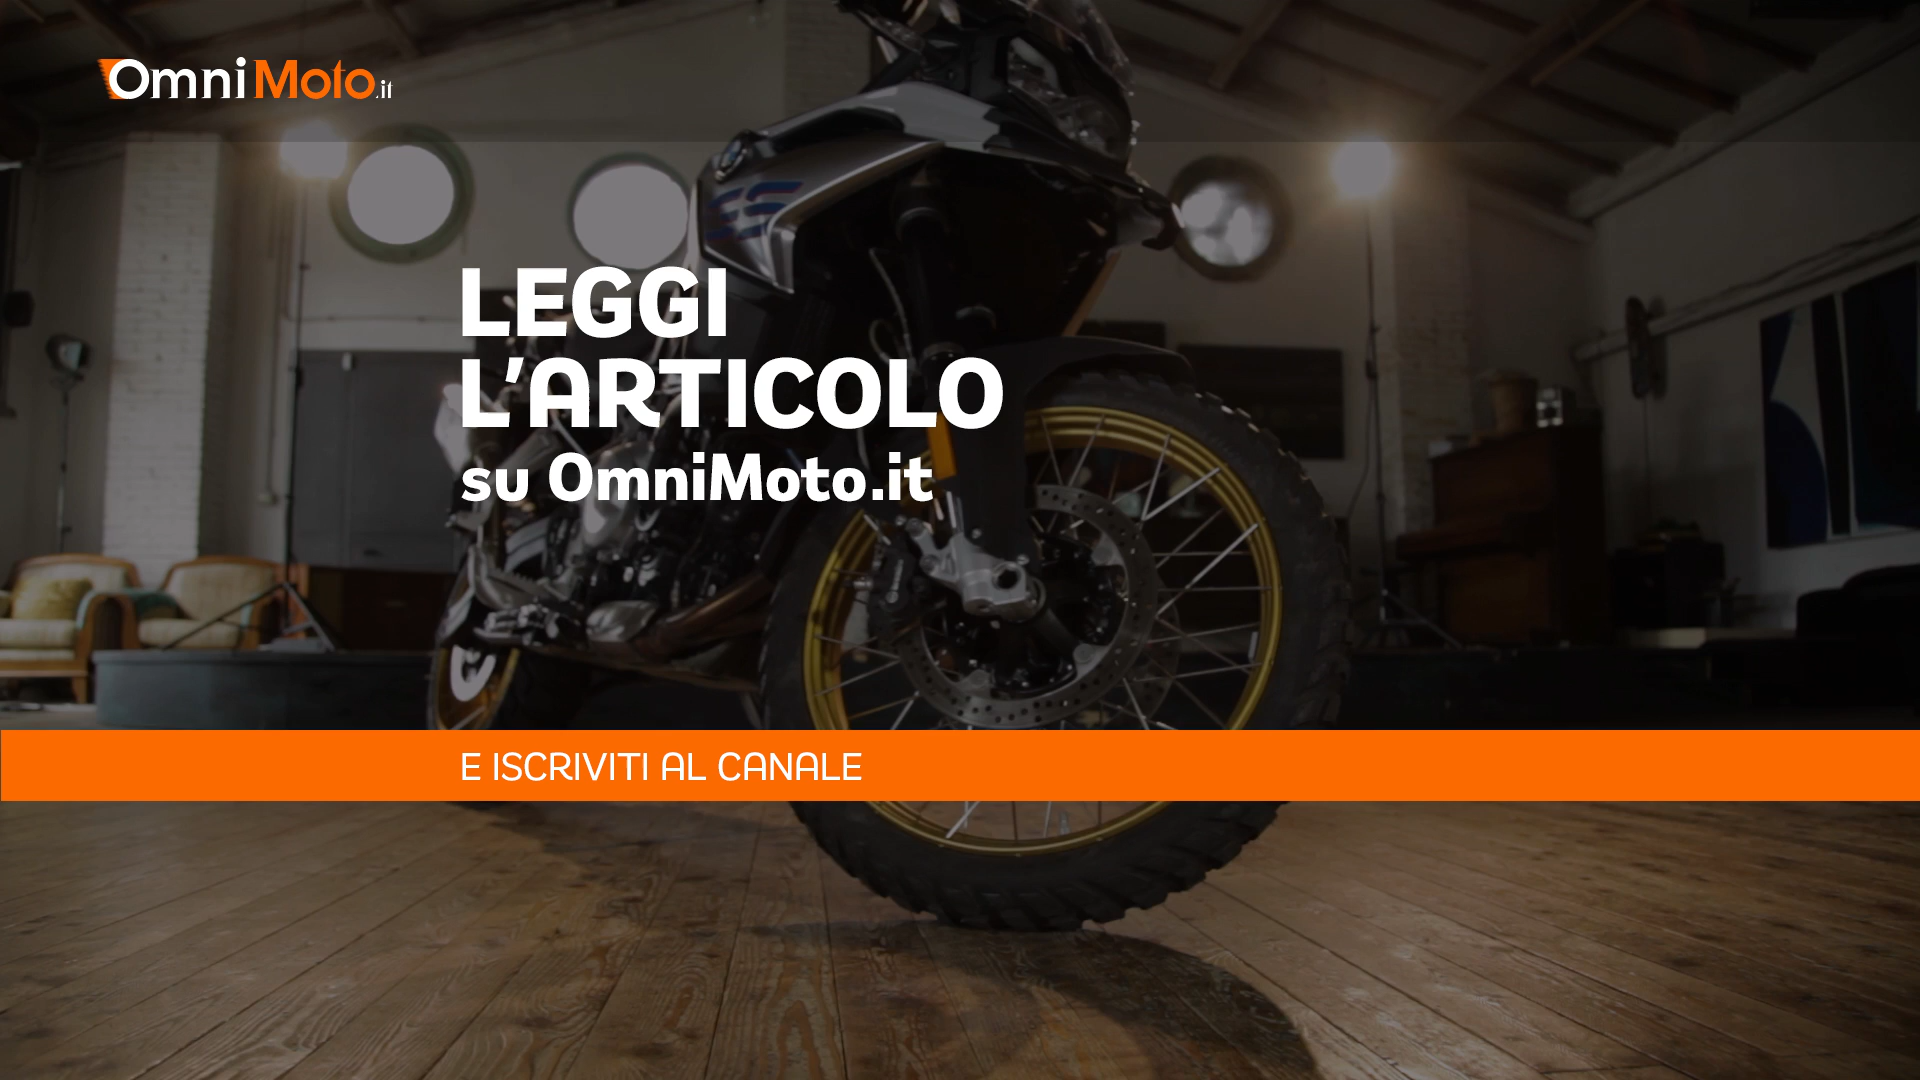 OmniMoto.it
LEGGI
L'ARTICOLO
su OmniMoto.it
E ISCRIVITI AL CANALE